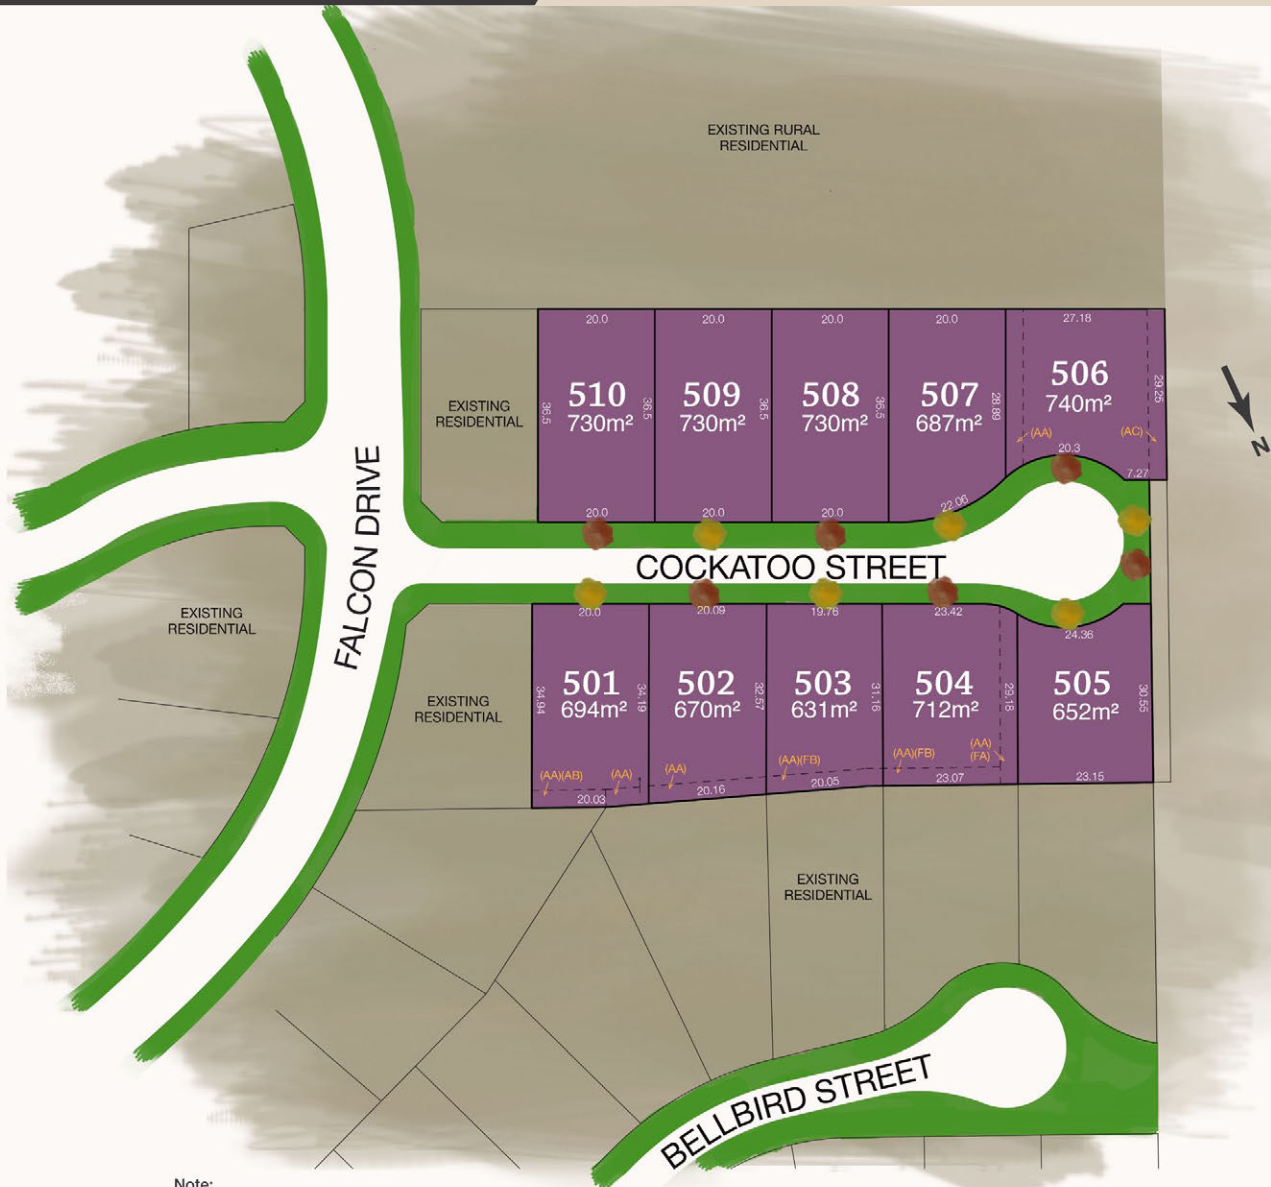 EXISTING RURAL
RESIDENTIAL
20.0
20.0
20.0
20.0
27.18
510
730m²
36.5
36.5
509
730m²
36.5
508
730m²
36.5
507
687m²
28.89
506
740m²
29.25
(AA)
(AC)
20.3
7.27
EXISTING
RESIDENTIAL
N
20.0
20.0
20.0
22.06
FALCON DRIVE
COCKATOO STREET
EXISTING
RESIDENTIAL
20.0
20.09
19.76
23.42
24.36
EXISTING
RESIDENTIAL
34.94
501
694m²
34.19
502
670m²
32.57
503
631m²
31.16
504
712m²
29.18
505
652m²
30.55
(AA)(AB)
(AA)
(AA)
(AA)(FB)
(AA)(FB)
(AA)
(FA)
20.03
20.16
20.05
23.07
23.15
EXISTING
RESIDENTIAL
BELLBIRD STREET
Note: